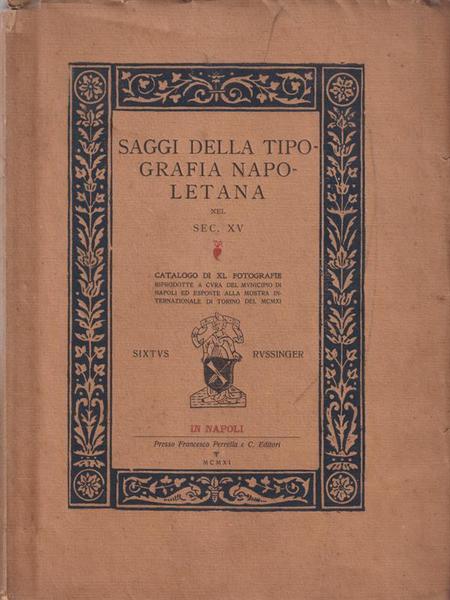 SAGGI DELLA TIPO-
GRAFIA NAPO-
LETANA
NEL
SEC. XV
CATALOGO DI XL FOTOGRAFIE
RIPRODOTTE A CVRA DEL MVNICIPIO DI
NAPOLI ED ESPOSTE ALLA MOSTRA IN-
TERNAZIONALE DI TORINO DEL MCMXI
SIXTVS RVSSINGER
IN NAPOLI
Presso Francesco Perrella e C. Editori
MCMXI